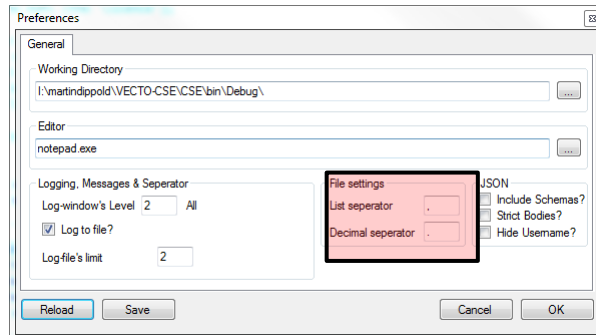 Preferences
General
Working Directory
I:\martindippold\VECTO-CSE\CSE\bin\Debug\
...
Editor
notepad.exe
...
Logging, Messages & Seperator
Log-window's Level 2 All
Log to file?
Log-file's limit 2
File settings
List seperator ,
Decimal seperator .
JSON
Include Schemas?
Strict Bodies?
Hide Username?
Reload Save Cancel OK